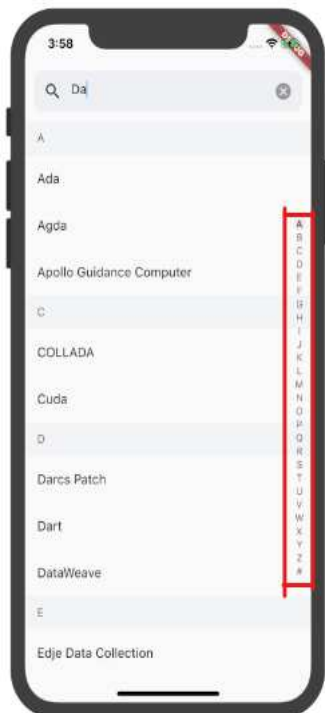 3:58
DEBUG
Da
A
Ada
Agda
Apollo Guidance Computer
C
COLLADA
Cuda
D
Darcs Patch
Dart
DataWeave
E
Edje Data Collection
A
B
C
D
E
F
G
H
I
J
K
L
M
N
O
P
Q
R
S
T
U
V
W
X
Y
Z
#